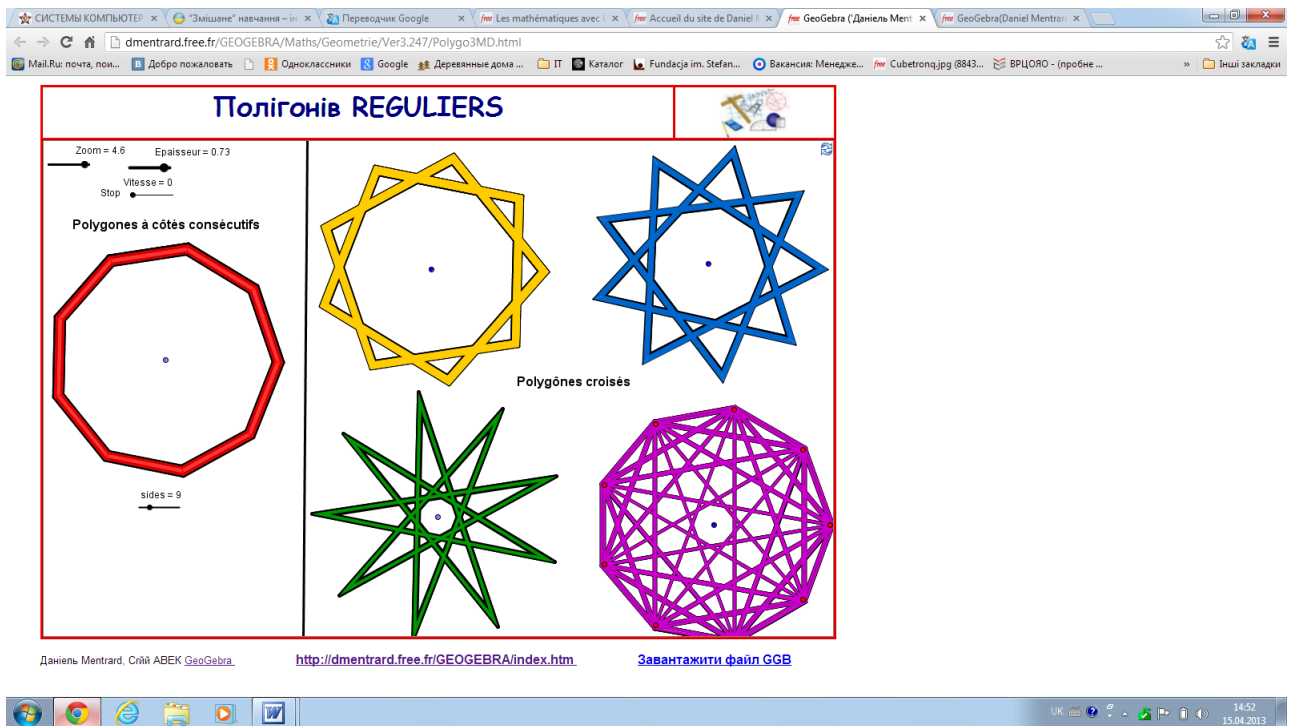 СИСТЕМЫ КОМПЬЮТЕР
"Змішане" навчання – ін
Переводчик Google
Les mathématiques avec (
Accueil du site de Daniel I
GeoGebra ('Даніель Ment
GeoGebra(Daniel Mentrar
dmentrard.free.fr/GEOGEBRA/Maths/Geometrie/Ver3.247/Polygo3MD.html
Mail.Ru: почта, пои...
Добро пожаловать
Одноклассники
Google
Деревянные дома ...
IT
Каталог
Fundacja im. Stefan...
Вакансия: Менедже...
Cubetronq.jpg (8843...
ВРЦОЯО - (пробне ...
»
Інші закладки
Полігонів REGULIERS
Zoom = 4.6
Epaisseur = 0.73
Vitesse = 0
Stop
Polygones à côtés consécutifs
Polygônes croisés
sides = 9
Даніель Mentrard, Crйй АВЕК GeoGebra
http://dmentrard.free.fr/GEOGEBRA/index.htm
Завантажити файл GGB
UK
14:52
15.04.2013